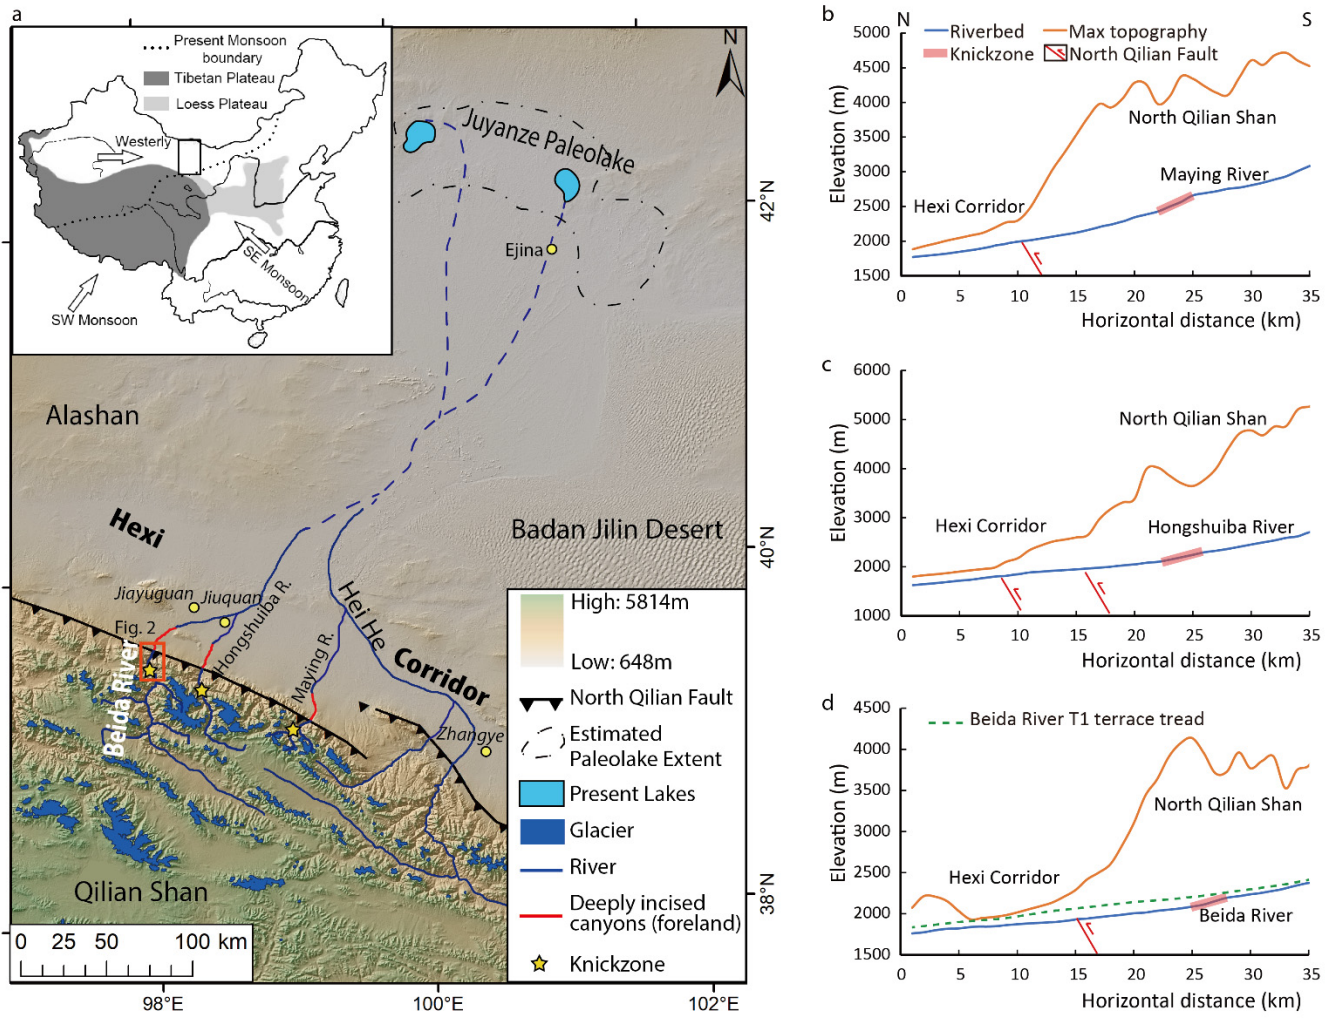 a
Present Monsoon
boundary
Tibetan Plateau
Loess Plateau
Westerly
SE Monsoon
SW Monsoon
N
Juyanze Paleolake
Ejina
42°N
Alashan
Hexi
Badan Jilin Desert
40°N
Jiayuguan
Jiuquan
Hongshuiba R.
Hei He
Fig. 2
Maying R.
Corridor
Beida River
Zhangye
Qilian Shan
38°N
High: 5814m
Low: 648m
North Qilian Fault
Estimated
Paleolake Extent
Present Lakes
Glacier
River
Deeply incised
canyons (foreland)
Knickzone
0 25 50 100 km
98°E 100°E 102°E
b N S
Riverbed Max topography
Knickzone North Qilian Fault
Elevation (m)
5000
4500
4000
3500
3000
2500
2000
1500
North Qilian Shan
Maying River
Hexi Corridor
0 5 10 15 20 25 30 35
Horizontal distance (km)
c
Elevation (m)
6000
5000
4000
3000
2000
1000
North Qilian Shan
Hexi Corridor
Hongshuiba River
0 5 10 15 20 25 30 35
Horizontal distance (km)
d
Elevation (m)
4500
4000
3500
3000
2500
2000
1500
Beida River T1 terrace tread
North Qilian Shan
Hexi Corridor
Beida River
0 5 10 15 20 25 30 35
Horizontal distance (km)